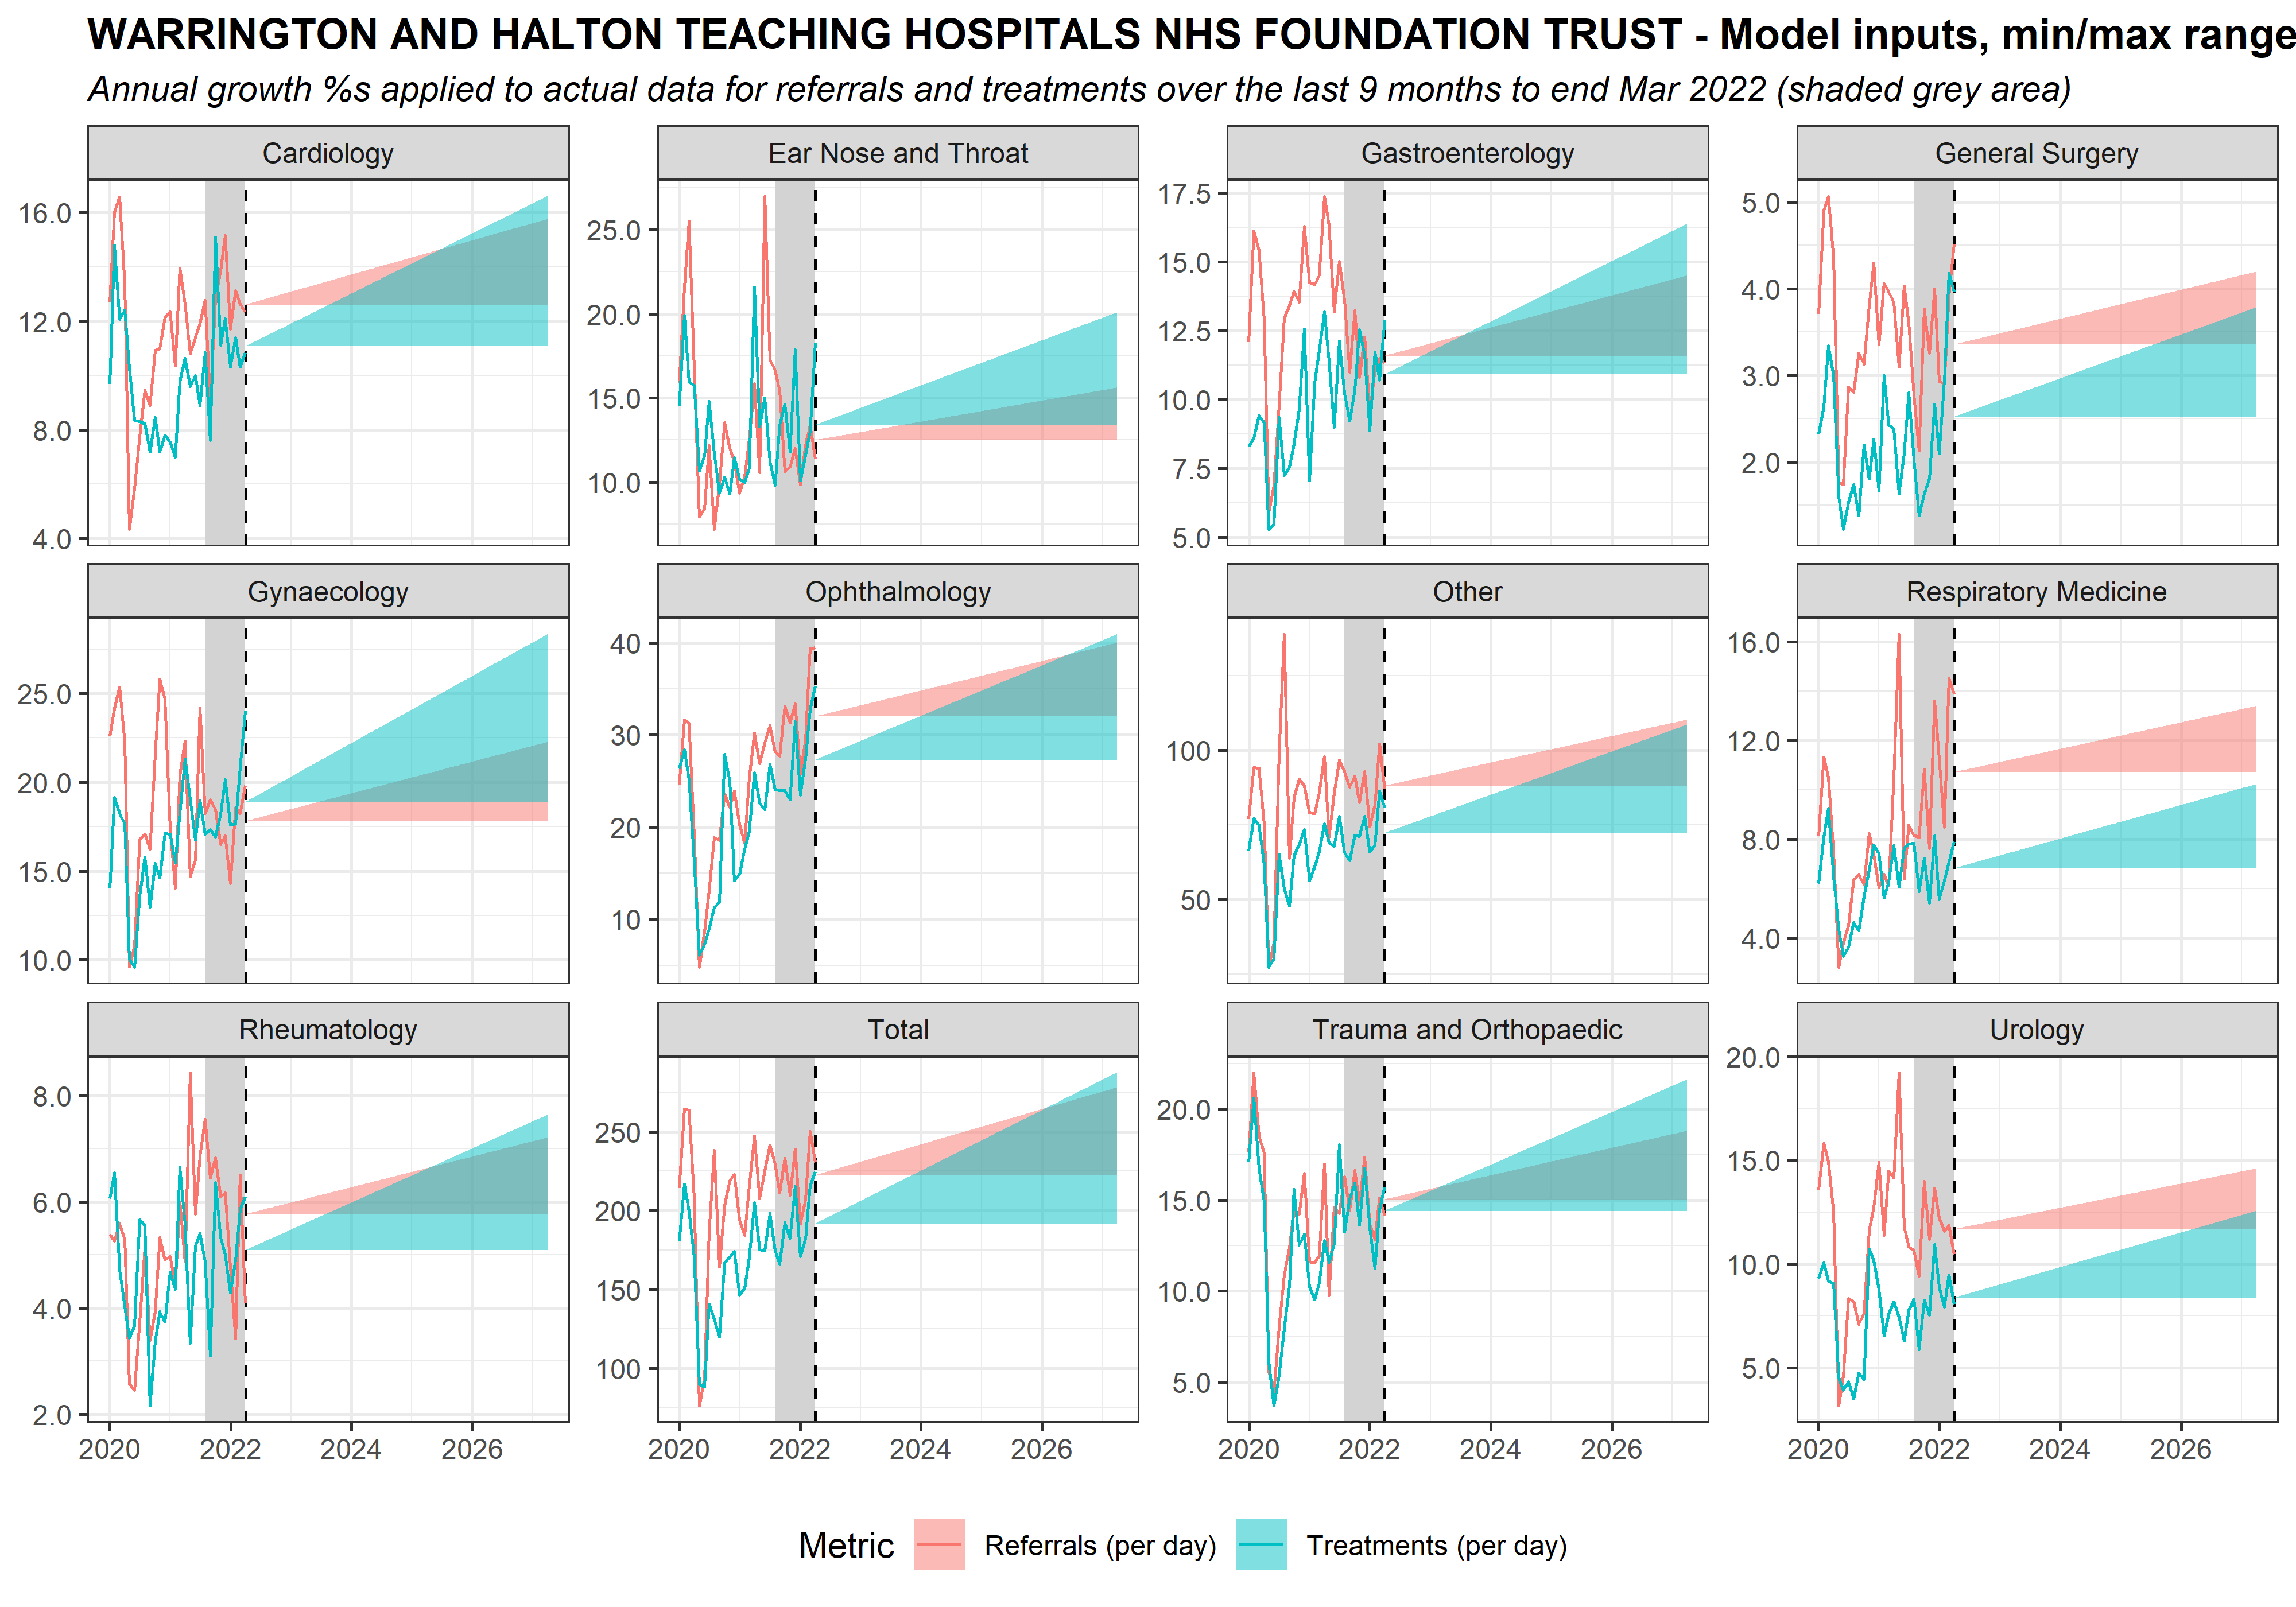 WARRINGTON AND HALTON TEACHING HOSPITALS NHS FOUNDATION TRUST - Model inputs, min/max range
Annual growth %s applied to actual data for referrals and treatments over the last 9 months to end Mar 2022 (shaded grey area)
Cardiology
Ear Nose and Throat
Gastroenterology
General Surgery
16.0
12.0
8.0
4.0
25.0
20.0
15.0
10.0
17.5
15.0
12.5
10.0
7.5
5.0
5.0
4.0
3.0
2.0
Gynaecology
Ophthalmology
Other
Respiratory Medicine
25.0
20.0
15.0
10.0
40
30
20
10
100
50
16.0
12.0
8.0
4.0
Rheumatology
Total
Trauma and Orthopaedic
Urology
8.0
6.0
4.0
2.0
250
200
150
100
20.0
15.0
10.0
5.0
20.0
15.0
10.0
5.0
2020 2022 2024 2026
2020 2022 2024 2026
2020 2022 2024 2026
2020 2022 2024 2026
Metric Referrals (per day) Treatments (per day)